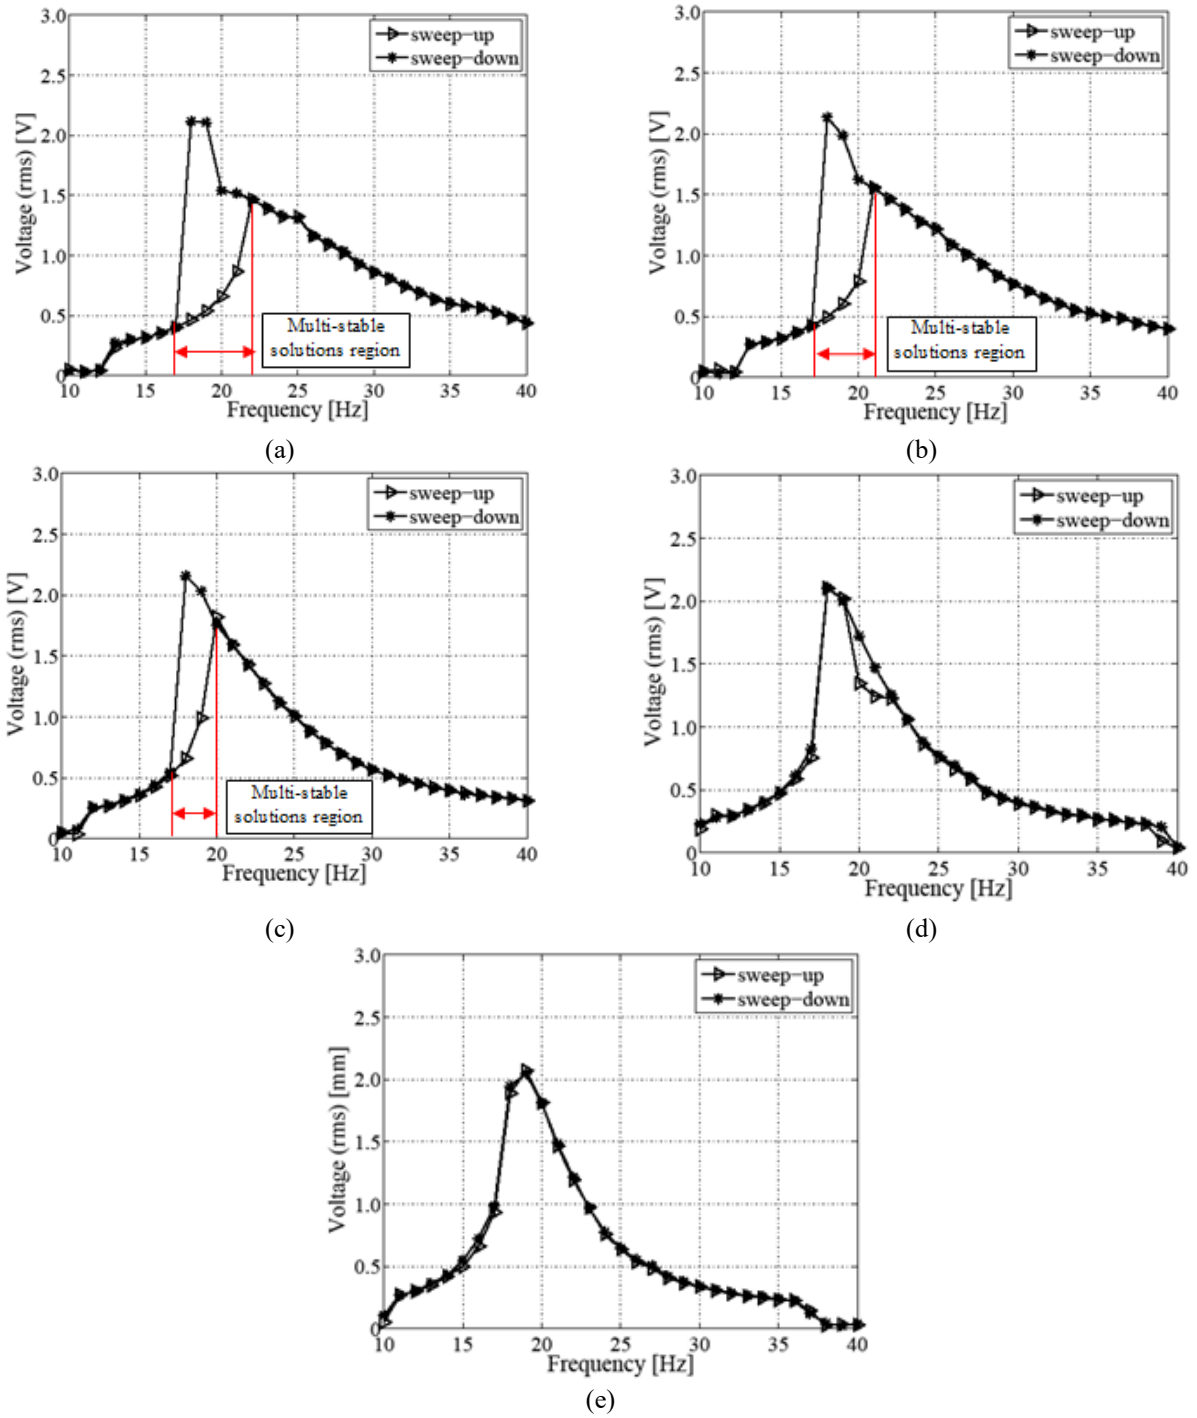 3.0
2.5
2.0
1.5
1.0
0.5
0
Voltage (rms) [V]
sweep−up
sweep−down
Multi-stable
solutions region
10 15 20 25 30 35 40
Frequency [Hz]
(a)
3.0
2.5
2.0
1.5
1.0
0.5
0
Voltage (rms) [V]
sweep−up
sweep−down
Multi-stable
solutions region
10 15 20 25 30 35 40
Frequency [Hz]
(b)
3.0
2.5
2.0
1.5
1.0
0.5
0
Voltage (rms) [V]
sweep−up
sweep−down
Multi-stable
solutions region
10 15 20 25 30 35 40
Frequency [Hz]
(c)
3.0
2.5
2.0
1.5
1.0
0.5
0
Voltage (rms) [V]
sweep−up
sweep−down
10 15 20 25 30 35 40
Frequency [Hz]
(d)
3.0
2.5
2.0
1.5
1.0
0.5
0
Voltage (rms) [mm]
sweep−up
sweep−down
10 15 20 25 30 35 40
Frequency [Hz]
(e)